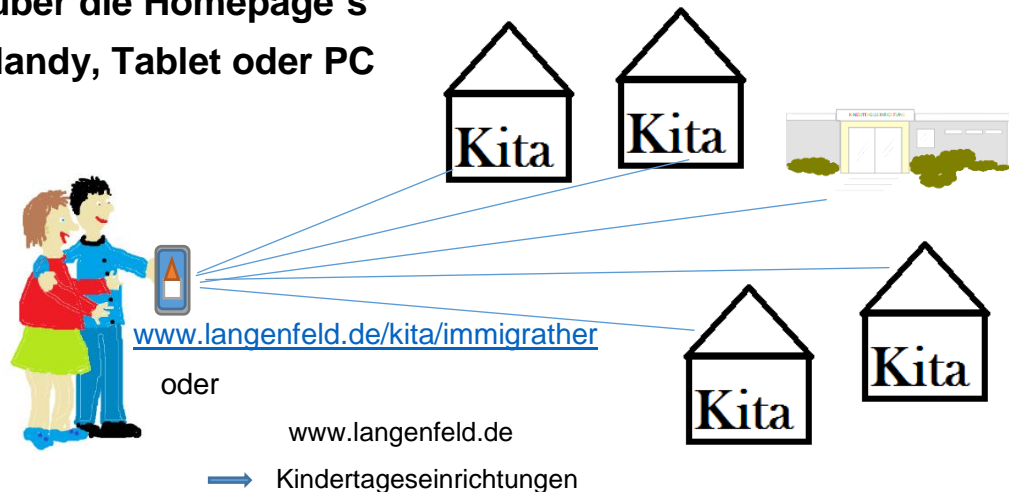 über die Homepage´s
Handy, Tablet oder PC
Kita
Kita
www.langenfeld.de/kita/immigrather
Kita
Kita
oder
www.langenfeld.de
Kindertageseinrichtungen